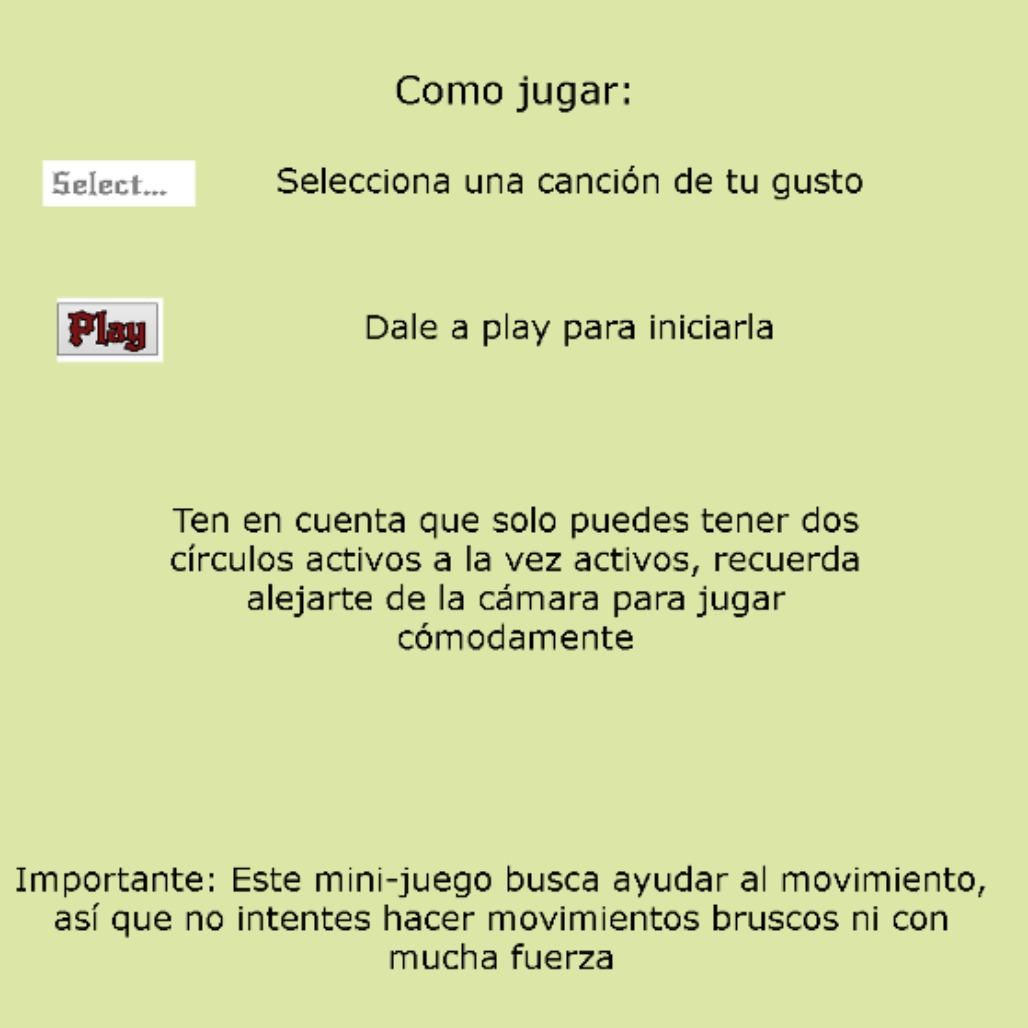 Como jugar:
Select...
Selecciona una canción de tu gusto
Play
Dale a play para iniciarla
Ten en cuenta que solo puedes tener dos
círculos activos a la vez activos, recuerda
alejarte de la cámara para jugar
cómodamente
Importante: Este mini-juego busca ayudar al movimiento,
así que no intentes hacer movimientos bruscos ni con
mucha fuerza